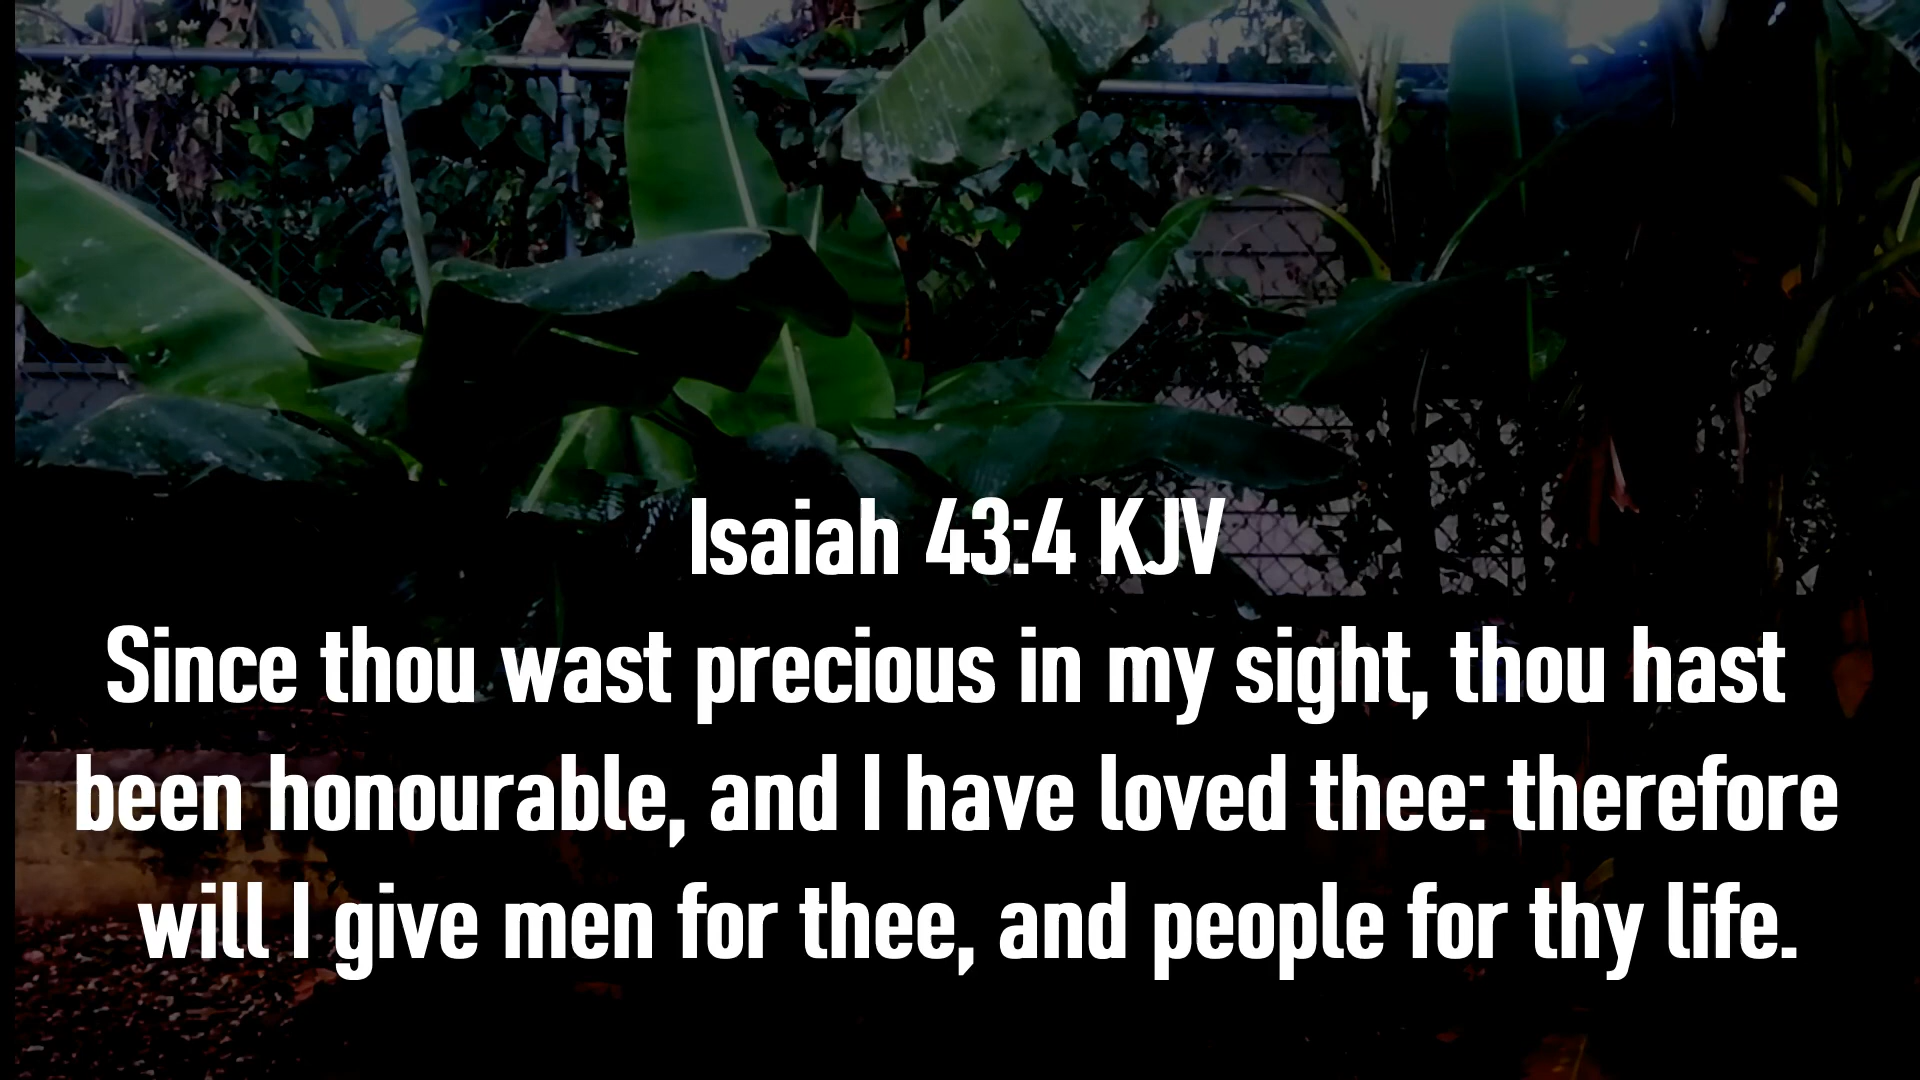 Isaiah 43:4 KJV
Since thou wast precious in my sight, thou hast
been honourable, and I have loved thee: therefore
will I give men for thee, and people for thy life.